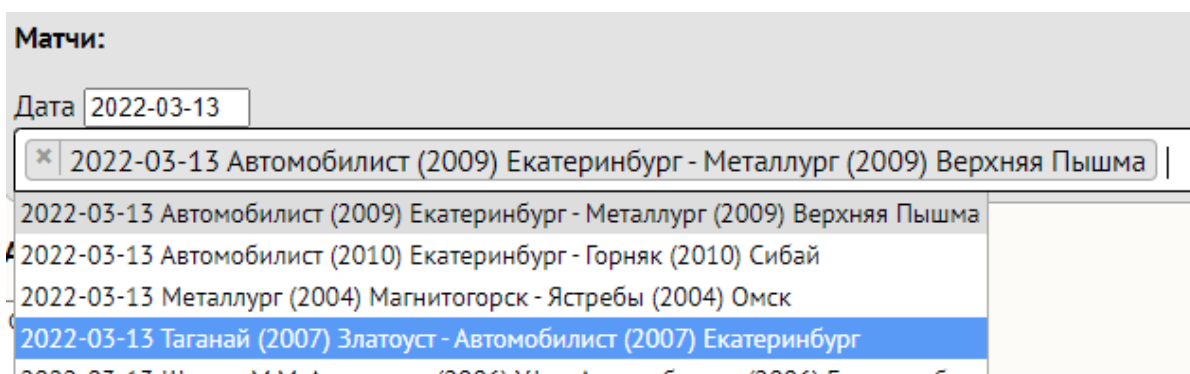 Матчи:
Дата 2022-03-13
× 2022-03-13 Автомобилист (2009) Екатеринбург - Металлург (2009) Верхняя Пышма
2022-03-13 Автомобилист (2009) Екатеринбург - Металлург (2009) Верхняя Пышма
2022-03-13 Автомобилист (2010) Екатеринбург - Горняк (2010) Сибай
2022-03-13 Металлург (2004) Магнитогорск - Ястребы (2004) Омск
2022-03-13 Таганай (2007) Златоуст - Автомобилист (2007) Екатеринбург